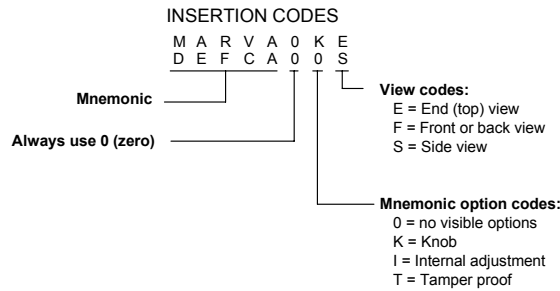 INSERTION CODES
M A R V A 0 K E
D E F C A 0 0 S
Mnemonic
Always use 0 (zero)
View codes:
E = End (top) view
F = Front or back view
S = Side view
Mnemonic option codes:
0 = no visible options
K = Knob
I = Internal adjustment
T = Tamper proof